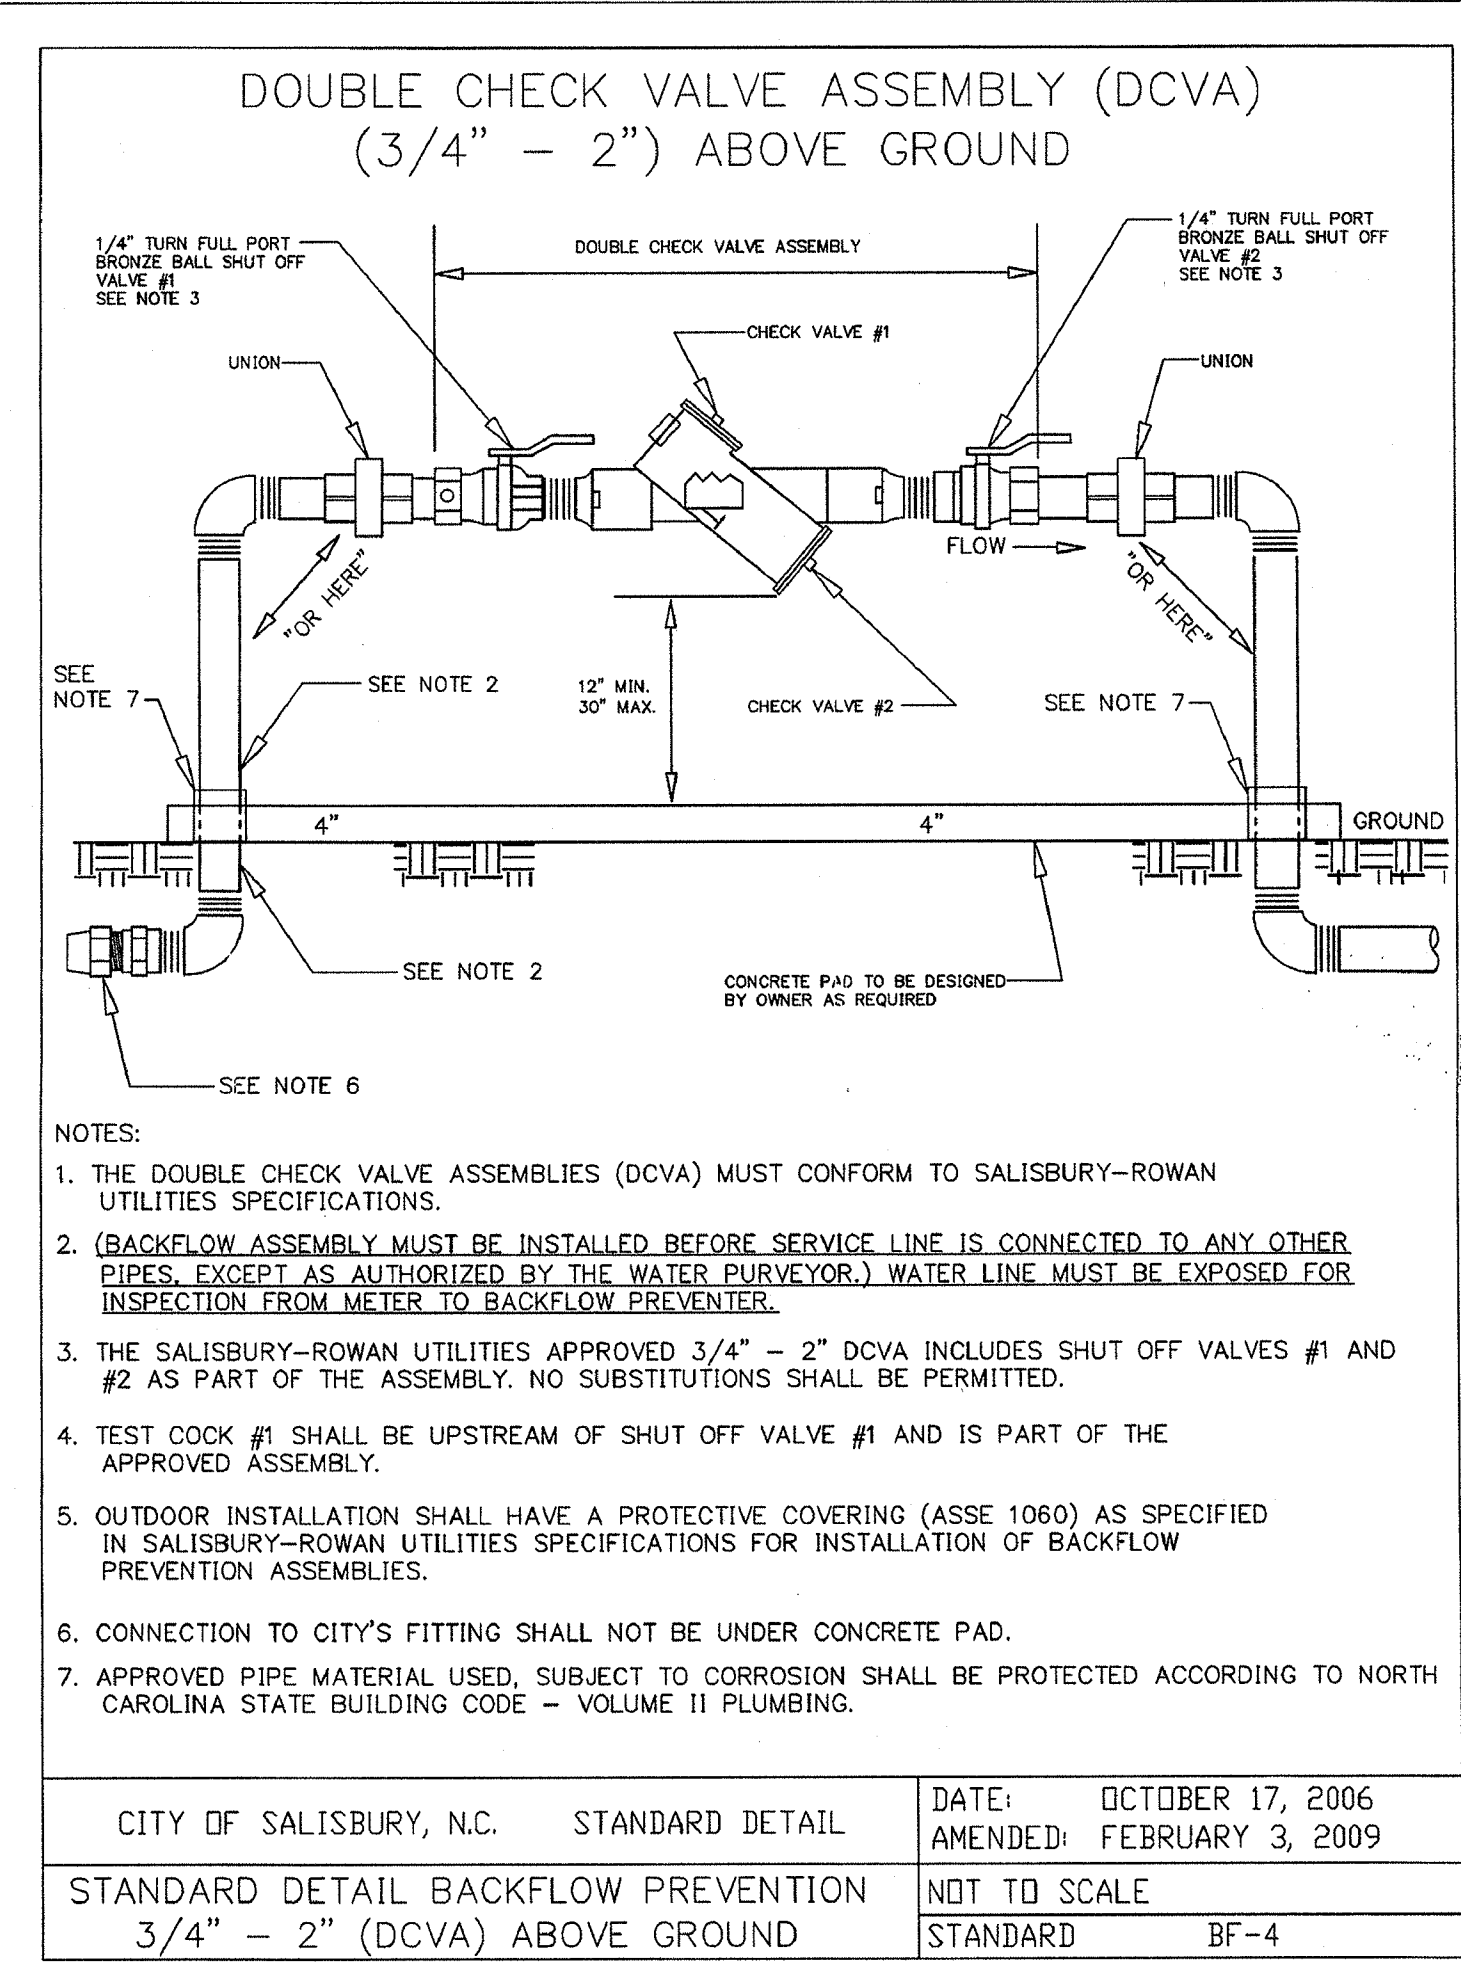 DOUBLE CHECK VALVE ASSEMBLY (DCVA)
(3/4" – 2") ABOVE GROUND
1/4" TURN FULL PORT
BRONZE BALL SHUT OFF
VALVE #1
SEE NOTE 3
DOUBLE CHECK VALVE ASSEMBLY
1/4" TURN FULL PORT
BRONZE BALL SHUT OFF
VALVE #2
SEE NOTE 3
CHECK VALVE #1
UNION
UNION
FLOW
"OR HERE"
"OR HERE"
SEE
NOTE 7
SEE NOTE 2
12" MIN.
30" MAX.
CHECK VALVE #2
SEE NOTE 7
4"
4"
GROUND
SEE NOTE 2
CONCRETE PAD TO BE DESIGNED
BY OWNER AS REQUIRED
SEE NOTE 6
NOTES:
1. THE DOUBLE CHECK VALVE ASSEMBLIES (DCVA) MUST CONFORM TO SALISBURY–ROWAN
UTILITIES SPECIFICATIONS.
2. (BACKFLOW ASSEMBLY MUST BE INSTALLED BEFORE SERVICE LINE IS CONNECTED TO ANY OTHER
PIPES, EXCEPT AS AUTHORIZED BY THE WATER PURVEYOR.) WATER LINE MUST BE EXPOSED FOR
INSPECTION FROM METER TO BACKFLOW PREVENTER.
3. THE SALISBURY–ROWAN UTILITIES APPROVED 3/4" – 2" DCVA INCLUDES SHUT OFF VALVES #1 AND
#2 AS PART OF THE ASSEMBLY. NO SUBSTITUTIONS SHALL BE PERMITTED.
4. TEST COCK #1 SHALL BE UPSTREAM OF SHUT OFF VALVE #1 AND IS PART OF THE
APPROVED ASSEMBLY.
5. OUTDOOR INSTALLATION SHALL HAVE A PROTECTIVE COVERING (ASSE 1060) AS SPECIFIED
IN SALISBURY–ROWAN UTILITIES SPECIFICATIONS FOR INSTALLATION OF BACKFLOW
PREVENTION ASSEMBLIES.
6. CONNECTION TO CITY'S FITTING SHALL NOT BE UNDER CONCRETE PAD.
7. APPROVED PIPE MATERIAL USED, SUBJECT TO CORROSION SHALL BE PROTECTED ACCORDING TO NORTH
CAROLINA STATE BUILDING CODE – VOLUME II PLUMBING.
CITY OF SALISBURY, N.C. STANDARD DETAIL
DATE: OCTOBER 17, 2006
AMENDED: FEBRUARY 3, 2009
STANDARD DETAIL BACKFLOW PREVENTION
3/4" – 2" (DCVA) ABOVE GROUND
NOT TO SCALE
STANDARD BF-4